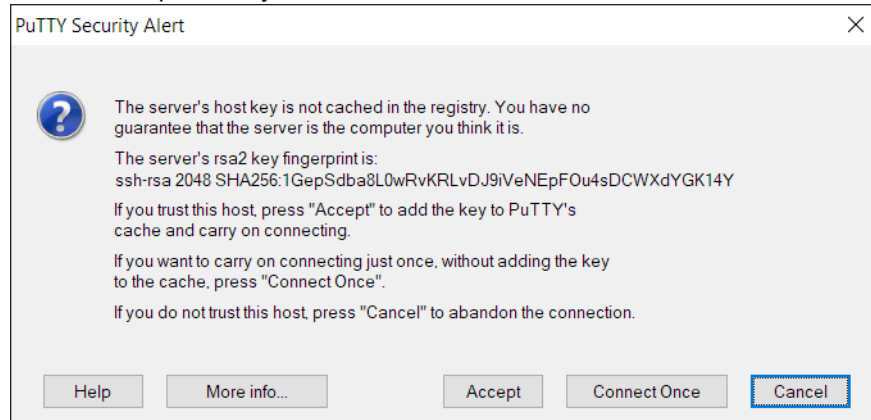 PuTTY Security Alert
The server's host key is not cached in the registry. You have no
guarantee that the server is the computer you think it is.
The server's rsa2 key fingerprint is:
ssh-rsa 2048 SHA256:1GepSdba8L0wRvKRLvDJ9iVeNEpFOu4sDCWXdYGK14Y
If you trust this host, press "Accept" to add the key to PuTTY's
cache and carry on connecting.
If you want to carry on connecting just once, without adding the key
to the cache, press "Connect Once".
If you do not trust this host, press "Cancel" to abandon the connection.
Help More info... Accept Connect Once Cancel